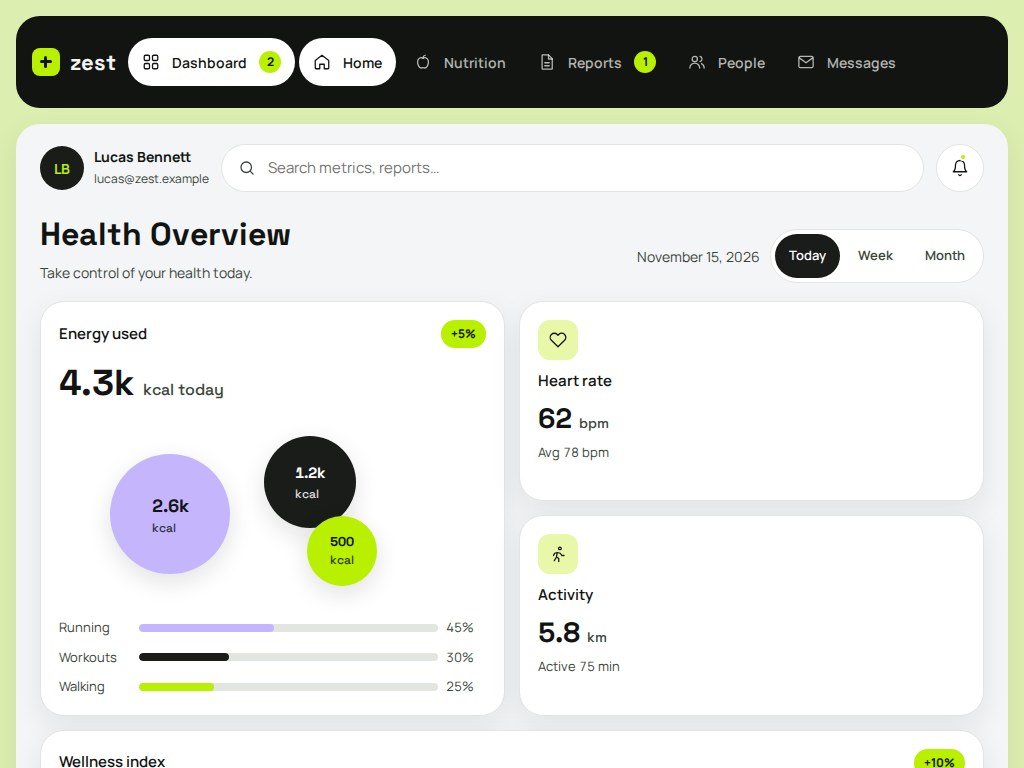 zest
Dashboard 2
Home
Nutrition
Reports 1
People
Messages
LB
Lucas Bennett
lucas@zest.example
Search metrics, reports…
Health Overview
Take control of your health today.
November 15, 2026
Today
Week
Month
Energy used
+5%
4.3k kcal today
2.6k
kcal
1.2k
kcal
500
kcal
Running 45%
Workouts 30%
Walking 25%
Heart rate
62 bpm
Avg 78 bpm
Activity
5.8 km
Active 75 min
Wellness index
+10%